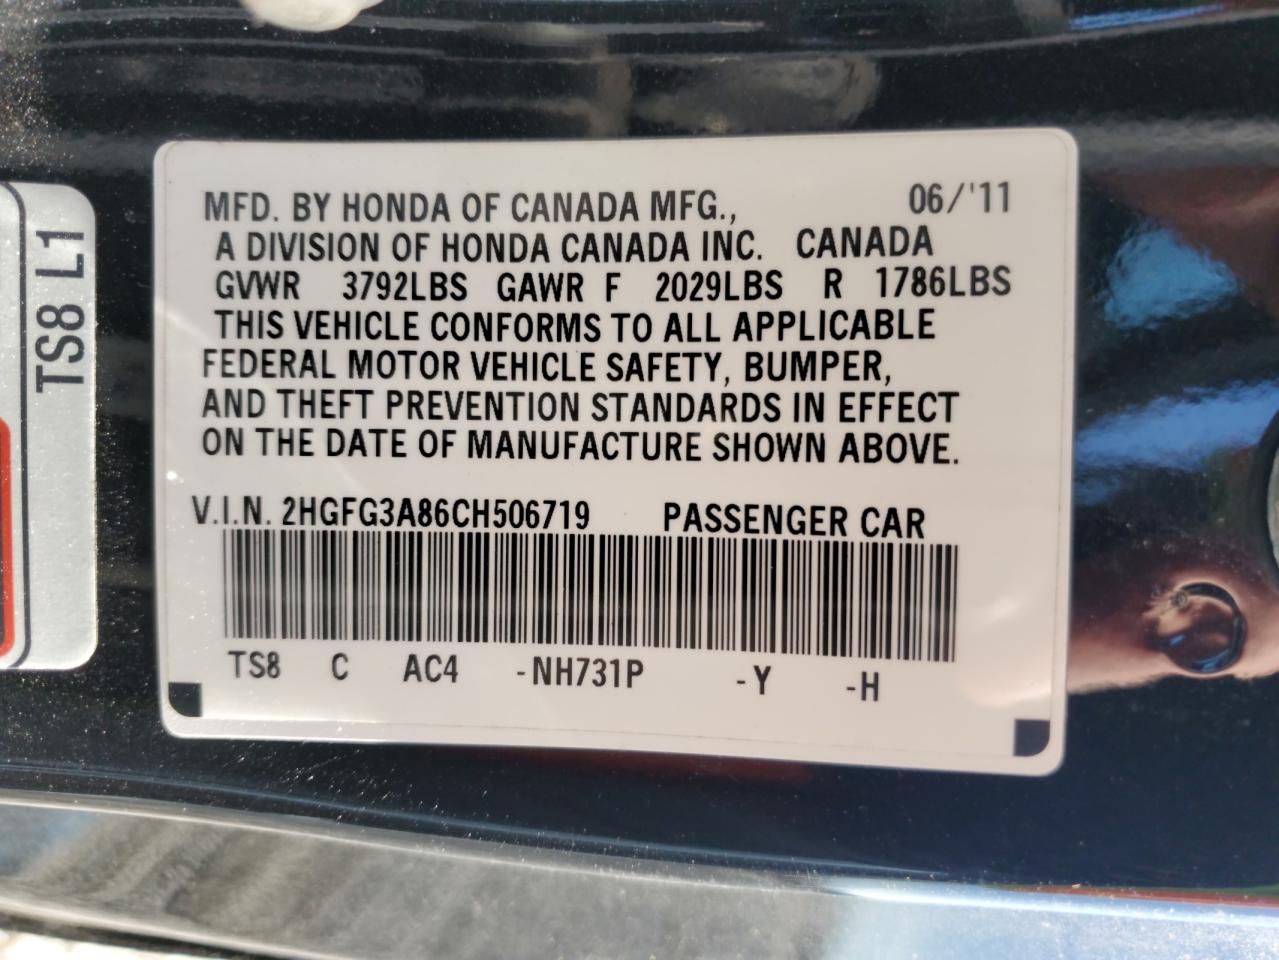 MFD. BY HONDA OF CANADA MFG., 06/'11
A DIVISION OF HONDA CANADA INC. CANADA
GVWR 3792LBS GAWR F 2029LBS R 1786LBS
THIS VEHICLE CONFORMS TO ALL APPLICABLE
FEDERAL MOTOR VEHICLE SAFETY, BUMPER,
AND THEFT PREVENTION STANDARDS IN EFFECT
ON THE DATE OF MANUFACTURE SHOWN ABOVE.
V.I.N. 2HGFG3A86CH506719 PASSENGER CAR
TS8 C AC4 -NH731P -Y -H
TS8 L1